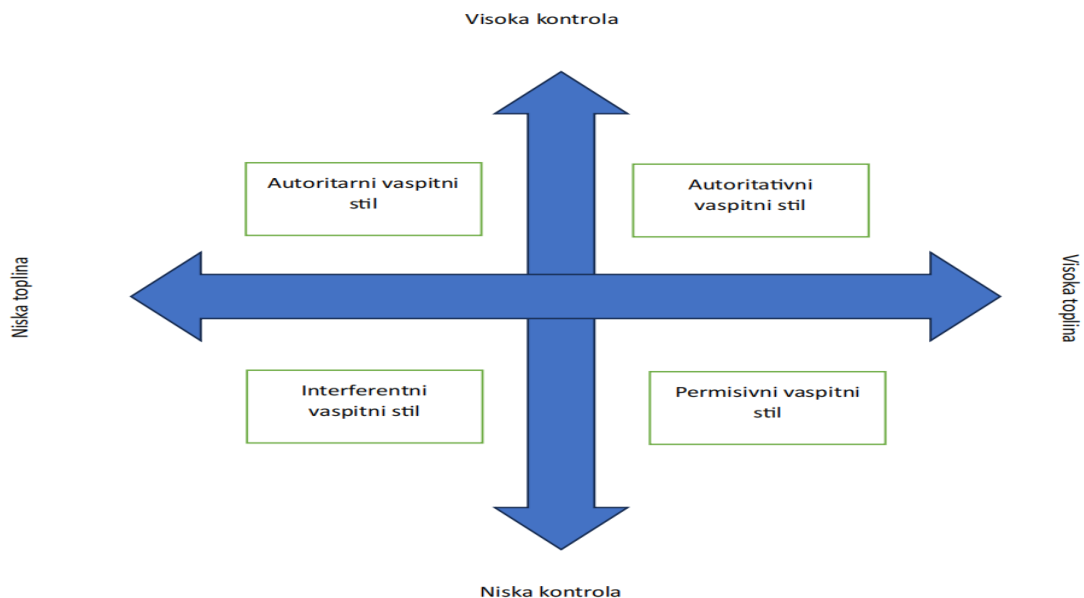 Visoka kontrola
Autoritarni vaspitni
stil
Autoritativni
vaspitni stil
Niska toplina
Visoka toplina
Interferentni
vaspitni stil
Permisivni vaspitni
stil
Niska kontrola